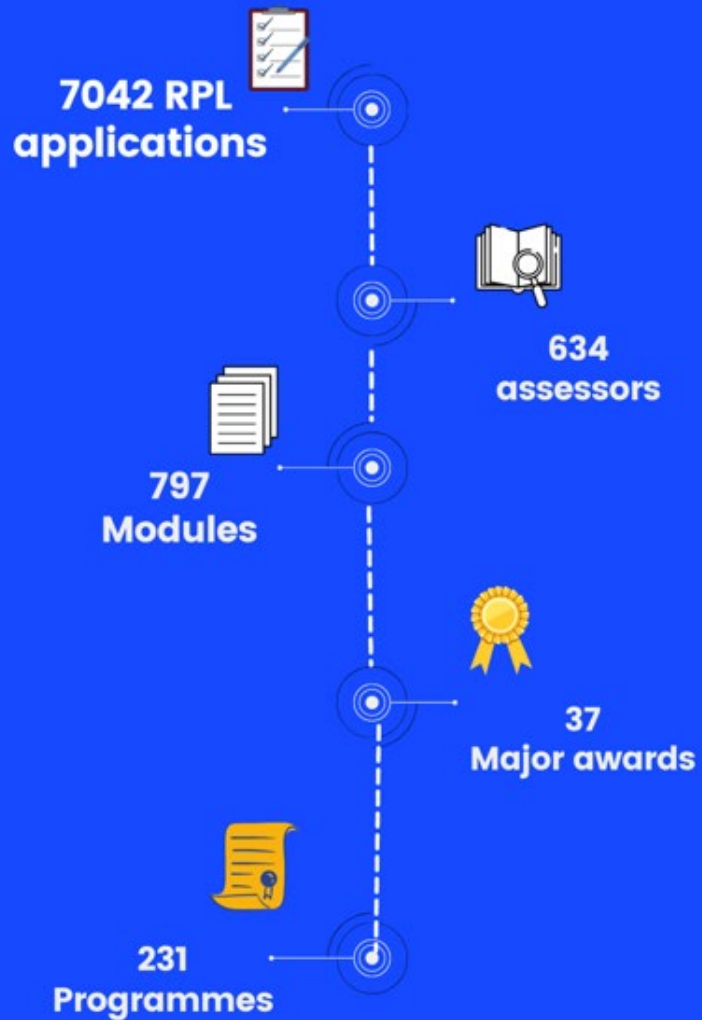 7042 RPL
applications
634
assessors
797
Modules
37
Major awards
231
Programmes